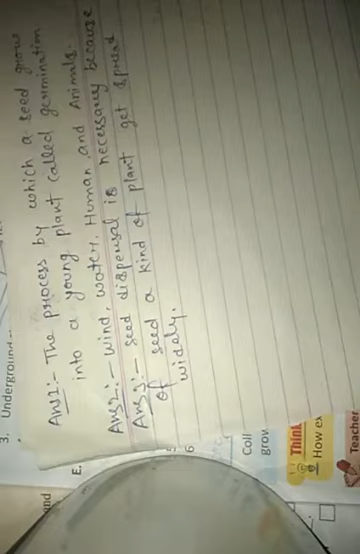 3. Underground
Ans1:- The process by which a seed grows
into a young plant called germination
Ans2:- Wind, water, Human and Animals.
Ans3:- seed dispersal is necessary because
of seed a kind of plant get spread
widely.
and
E.
5
6
Coll
grow
Think
How ex
Teacher